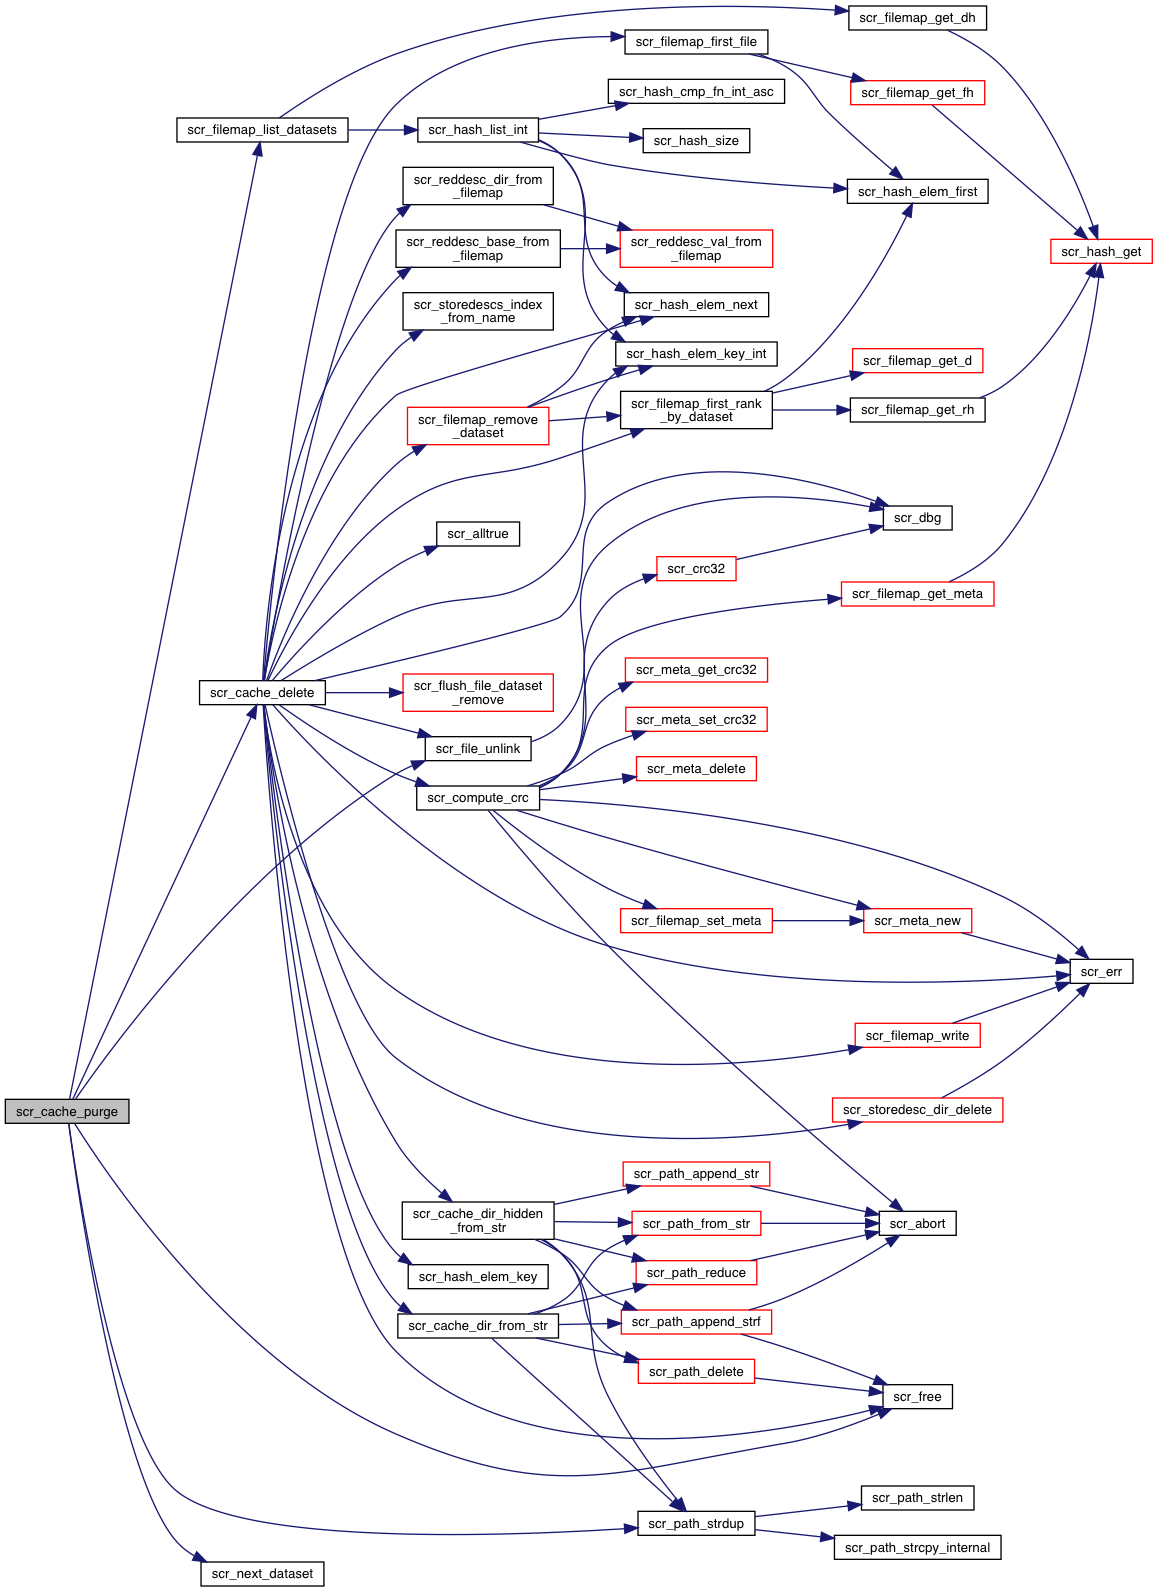 scr_filemap_get_dh
scr_filemap_first_file
scr_hash_cmp_fn_int_asc
scr_filemap_get_fh
scr_filemap_list_datasets
scr_hash_list_int
scr_hash_size
scr_reddesc_dir_from
_filemap
scr_hash_elem_first
scr_reddesc_base_from
_filemap
scr_reddesc_val_from
_filemap
scr_hash_get
scr_storedescs_index
_from_name
scr_hash_elem_next
scr_hash_elem_key_int
scr_filemap_get_d
scr_filemap_remove
_dataset
scr_filemap_first_rank
_by_dataset
scr_filemap_get_rh
scr_alltrue
scr_dbg
scr_crc32
scr_filemap_get_meta
scr_meta_get_crc32
scr_cache_delete
scr_flush_file_dataset
_remove
scr_meta_set_crc32
scr_file_unlink
scr_meta_delete
scr_compute_crc
scr_filemap_set_meta
scr_meta_new
scr_err
scr_filemap_write
scr_cache_purge
scr_storedesc_dir_delete
scr_path_append_str
scr_cache_dir_hidden
_from_str
scr_path_from_str
scr_abort
scr_hash_elem_key
scr_path_reduce
scr_cache_dir_from_str
scr_path_append_strf
scr_path_delete
scr_free
scr_path_strlen
scr_path_strdup
scr_path_strcpy_internal
scr_next_dataset